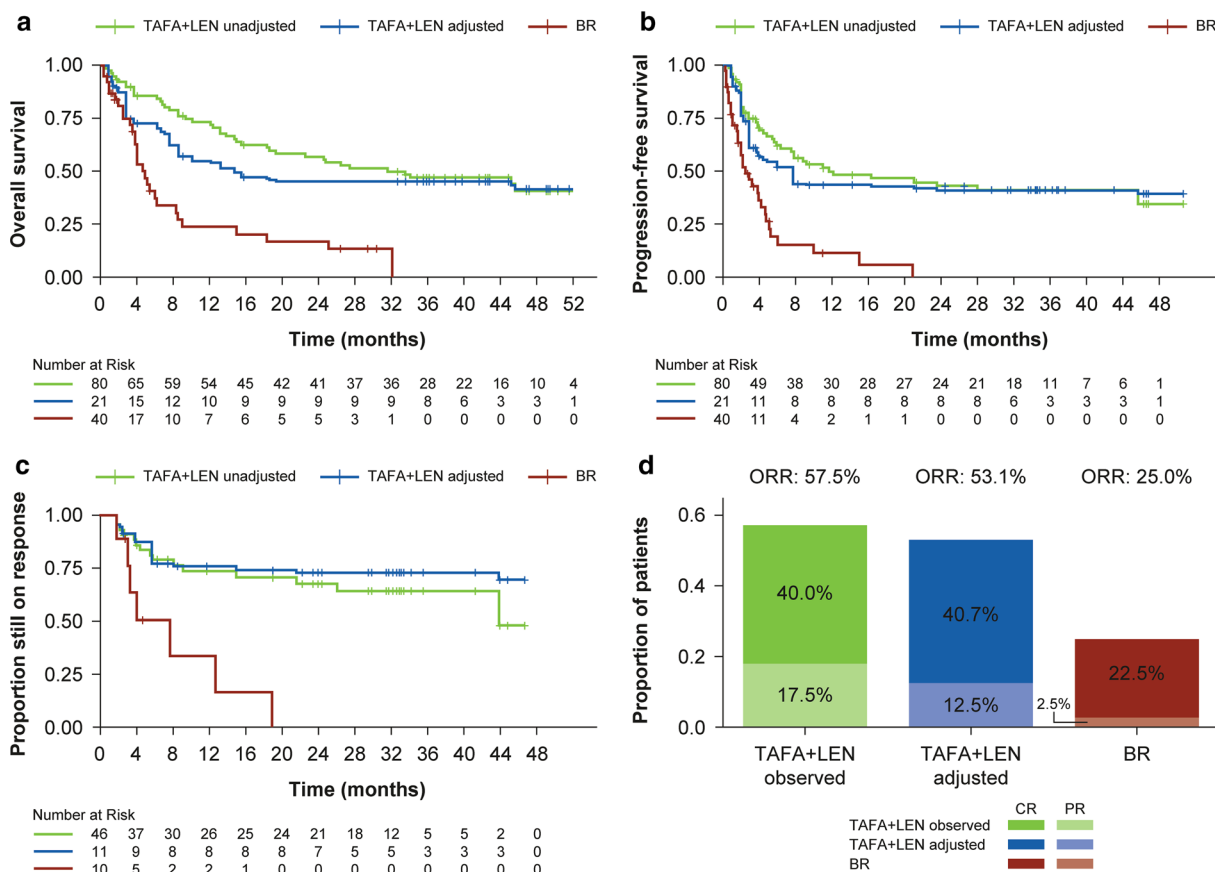 a
TAFA+LEN unadjusted TAFA+LEN adjusted BR
Overall survival
1.00
0.75
0.50
0.25
0.00
0 4 8 12 16 20 24 28 32 36 40 44 48 52
Time (months)
Number at Risk
80 65 59 54 45 42 41 37 36 28 22 16 10 4
21 15 12 10 9 9 9 9 9 8 6 3 3 1
40 17 10 7 6 5 5 3 1 0 0 0 0 0
b
TAFA+LEN unadjusted TAFA+LEN adjusted BR
Progression-free survival
1.00
0.75
0.50
0.25
0.00
0 4 8 12 16 20 24 28 32 36 40 44 48
Time (months)
Number at Risk
80 49 38 30 28 27 24 21 18 11 7 6 1
21 11 8 8 8 8 8 8 6 3 3 3 1
40 11 4 2 1 1 0 0 0 0 0 0 0
c
TAFA+LEN unadjusted TAFA+LEN adjusted BR
Proportion still on response
1.00
0.75
0.50
0.25
0.00
0 4 8 12 16 20 24 28 32 36 40 44 48
Time (months)
Number at Risk
46 37 30 26 25 24 21 18 12 5 5 2 0
11 9 8 8 8 8 7 5 5 3 3 3 0
10 5 2 2 1 0 0 0 0 0 0 0 0
d
ORR: 57.5% ORR: 53.1% ORR: 25.0%
Proportion of patients
0.6
0.4
0.2
0.0
40.0%
17.5%
40.7%
12.5%
22.5%
2.5%
TAFA+LEN
observed
TAFA+LEN
adjusted
BR
CR PR
TAFA+LEN observed
TAFA+LEN adjusted
BR